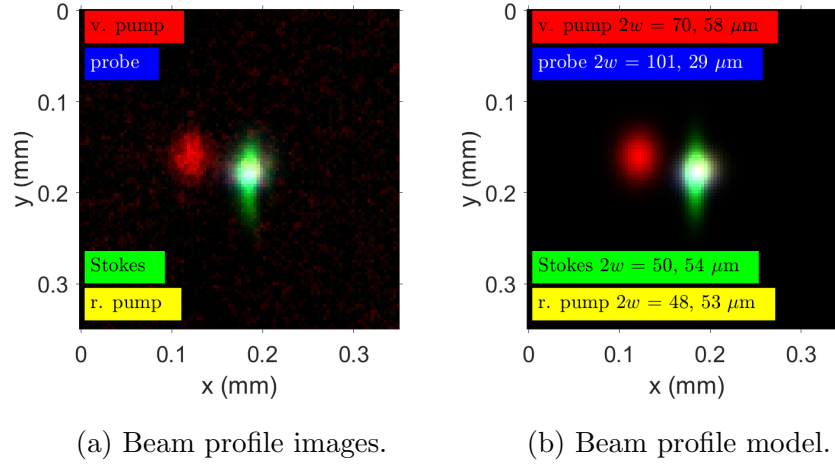 0
0.1
0.2
0.3
y (mm)
v. pump
probe
Stokes
r. pump
0 0.1 0.2 0.3
x (mm)
(a) Beam profile images.
0
0.1
0.2
0.3
y (mm)
v. pump 2w = 70, 58 μm
probe 2w = 101, 29 μm
Stokes 2w = 50, 54 μm
r. pump 2w = 48, 53 μm
0 0.1 0.2 0.3
x (mm)
(b) Beam profile model.